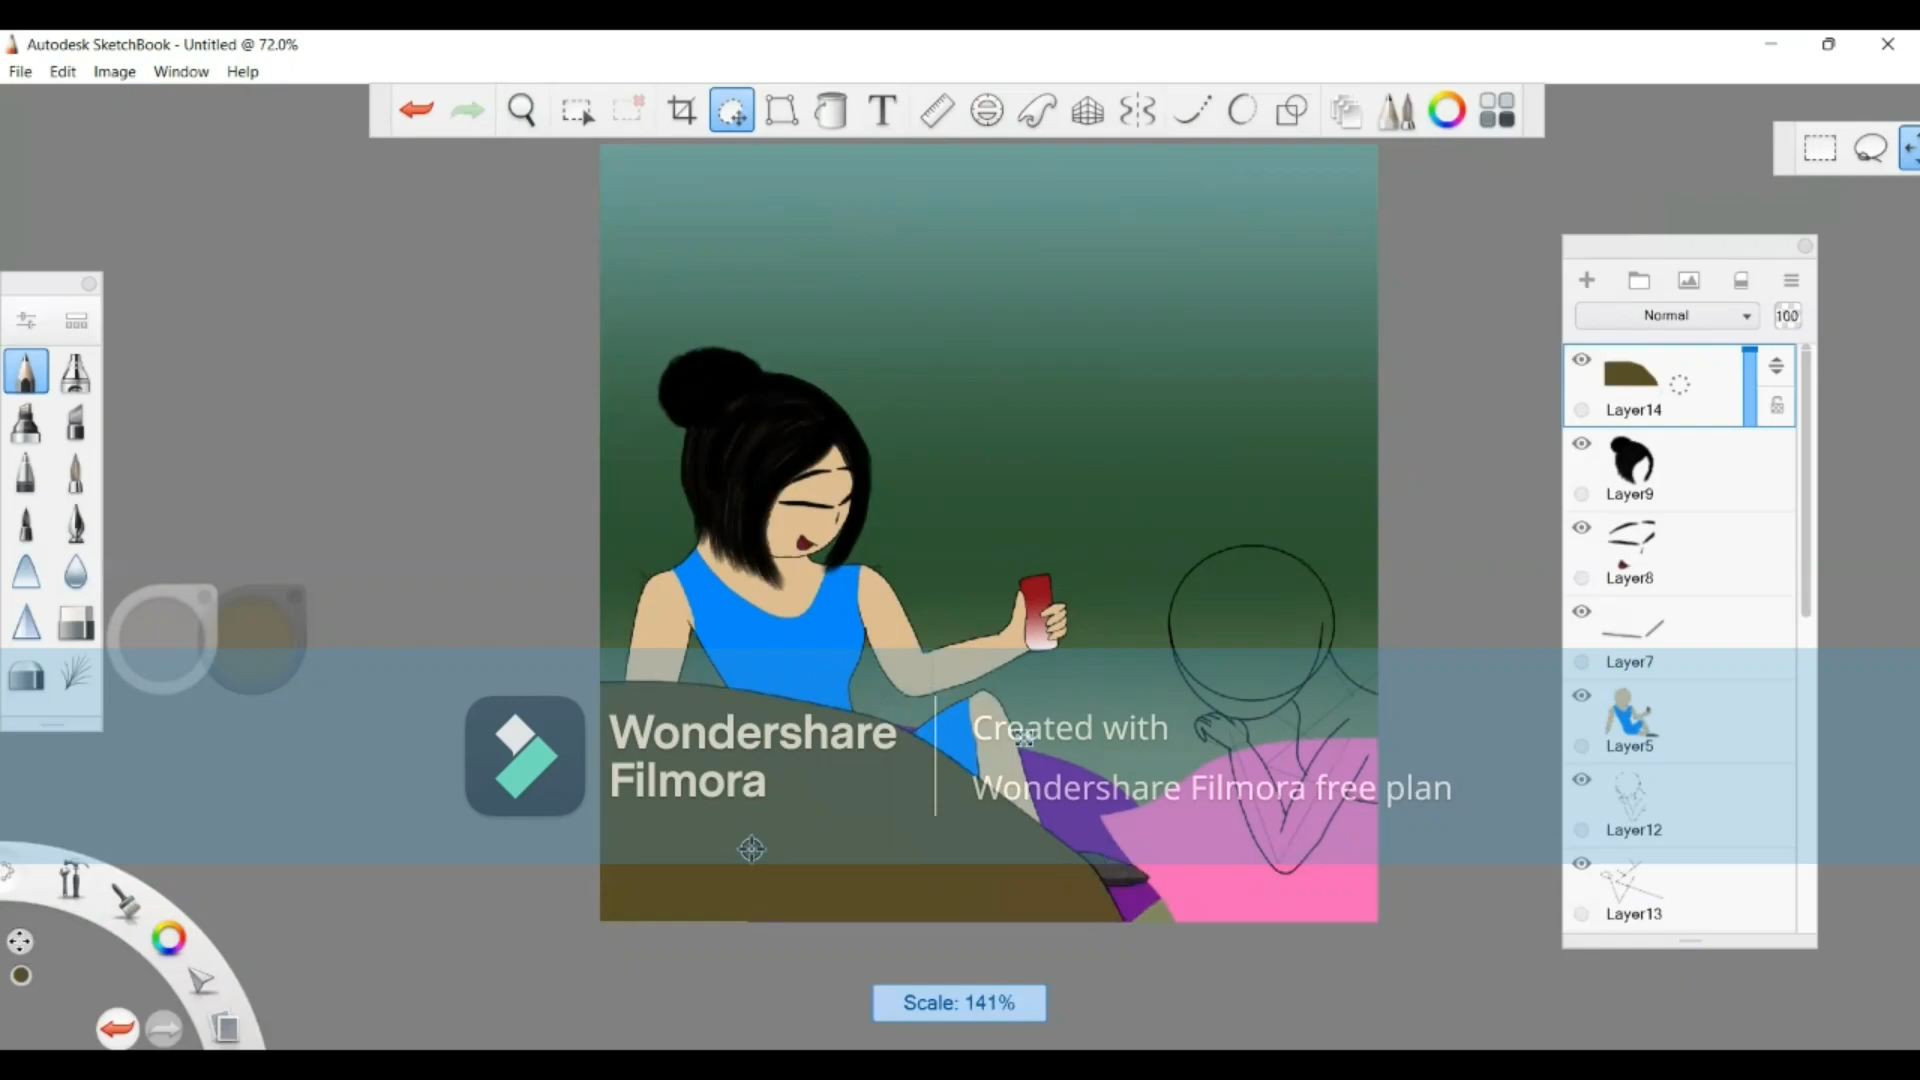 Autodesk SketchBook - Untitled @ 72.0%
File Edit Image Window Help
T
Normal 100
Layer14
Layer9
Layer8
Layer7
Layer5
Layer12
Layer13
Wondershare
Filmora
Created with
Wondershare Filmora free plan
Scale: 141%